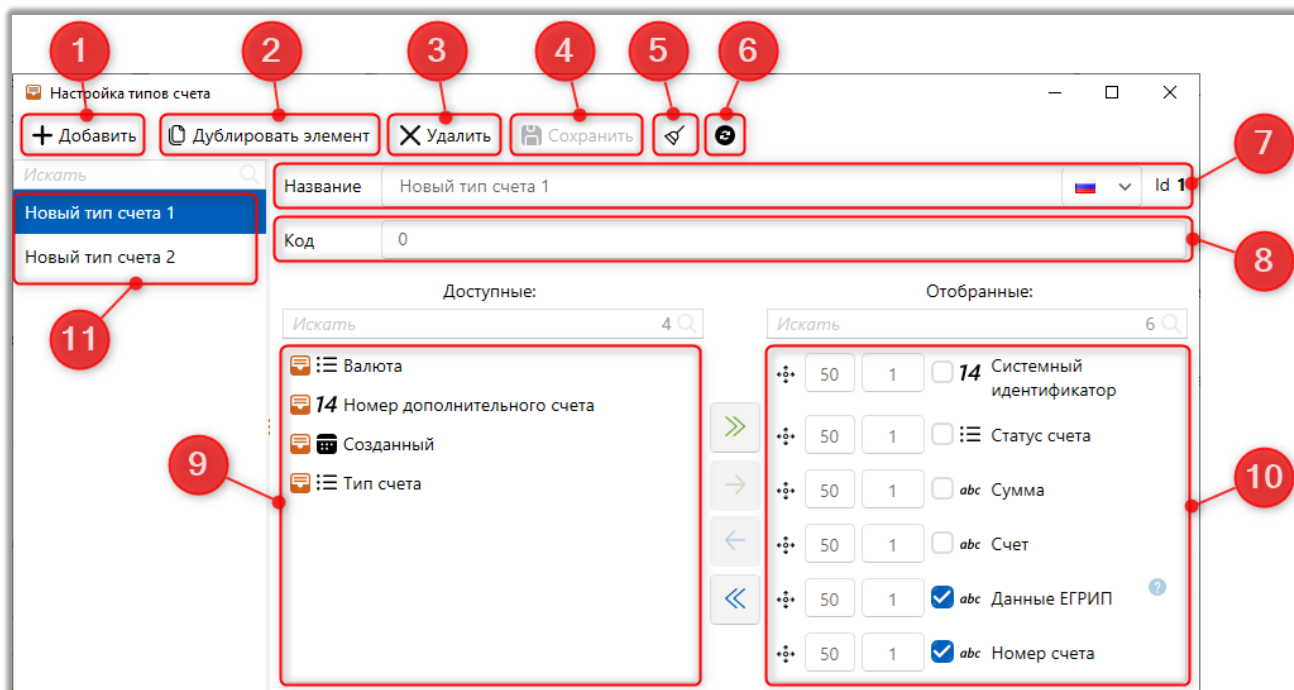 1 2 3 4 5 6
Настройка типов счета
Добавить Дублировать элемент Удалить Сохранить
7
Искать
Название Новый тип счета 1 Id 1
Новый тип счета 1
Код 0
8
Новый тип счета 2
Доступные: Отобранные:
11
Искать 4 Искать 6
Валюта
14 Номер дополнительного счета
Созданный
Тип счета
9
50 1 14 Системный
идентификатор
50 1 Статус счета
10
50 1 abc Сумма
50 1 abc Счет
50 1 abc Данные ЕГРИП ?
50 1 abc Номер счета